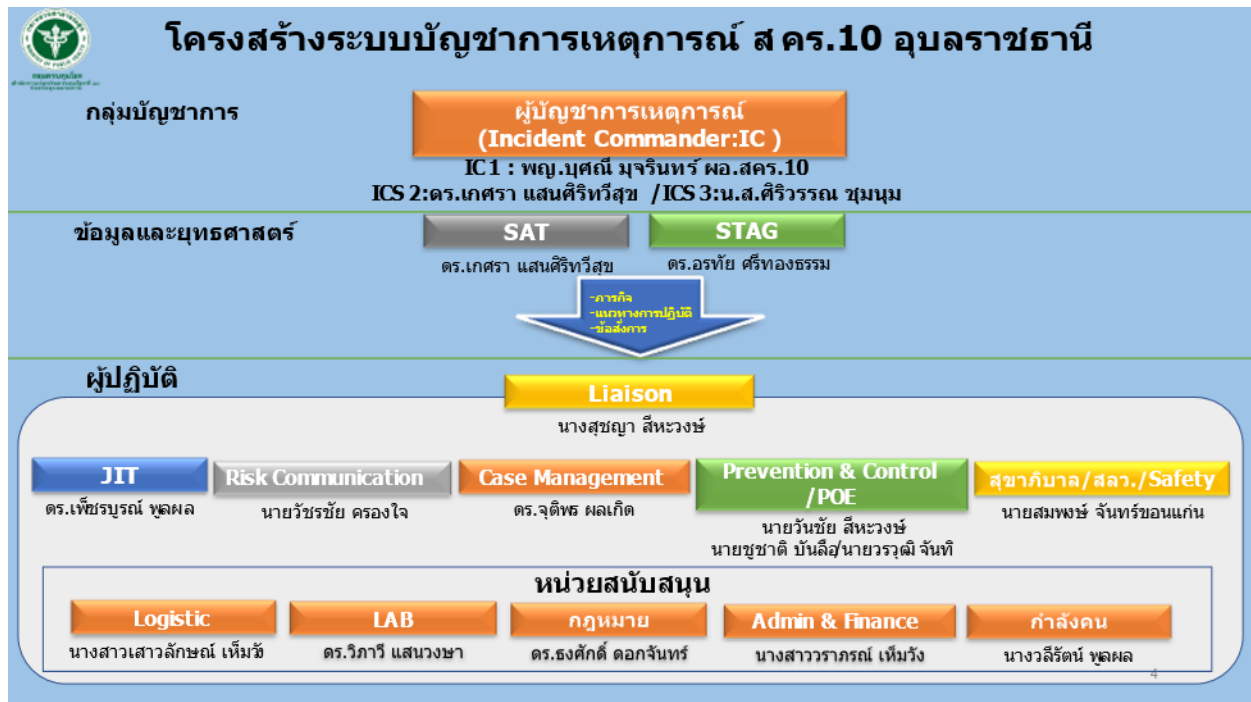 โครงสร้างระบบบัญชาการเหตุการณ์ สคร.10 อุบลราชธานี
กรมควบคุมโรค
กลุ่มบัญชาการ
ผู้บัญชาการเหตุการณ์
(Incident Commander:IC )
IC1 : พญ.บุศณี มุจรินทร์ ผอ.สคร.10
ICS 2:ดร.เกศรา แสนศิริทวีสุข /ICS 3:น.ส.ศิริวรรณ ชุมนุม
ข้อมูลและยุทธศาสตร์
SAT
STAG
ดร.เกศรา แสนศิริทวีสุข
ดร.อรทัย ศรีทองธรรม
-ภารกิจ
-แนวทางการปฏิบัติ
-ข้อสั่งการ
ผู้ปฏิบัติ
Liaison
นางสุชญา สีหะวงษ์
JIT
Risk Communication
Case Management
Prevention & Control
/POE
สุขาภิบาล/สลว./Safety
ดร.เพ็ชรบูรณ์ พูลผล
นายวัชรชัย ครองใจ
ดร.จุติพร ผลเกิด
นายวันชัย สีหะวงษ์
นายชูชาติ บันลือ/นายวรวุฒิ จันทิ
นายสมพงษ์ จันทร์ขอนแก่น
หน่วยสนับสนุน
Logistic
LAB
กฎหมาย
Admin & Finance
กำลังคน
นางสาวเสาวลักษณ์ เห็มวัง
ดร.วิภาวี แสนวงษา
ดร.ธงศักดิ์ ดอกจันทร์
นางสาววราภรณ์ เห็มวัง
นางวลีรัตน์ พูลผล
4